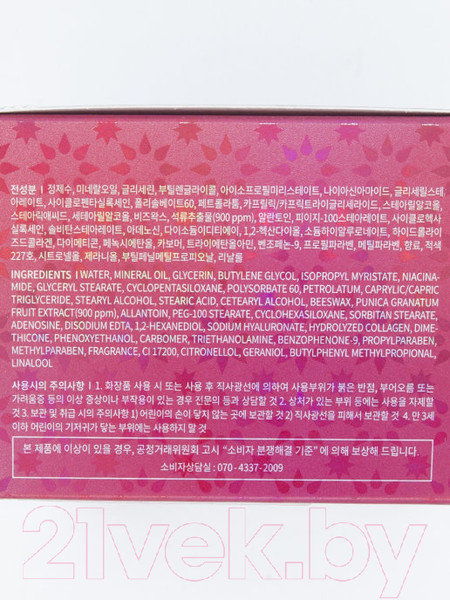 전성분 | 정제수, 미네랄오일, 글리세린, 부틸렌글라이콜, 아이소프로필미리스테이트, 나이아신아마이드, 글리세릴스테
아레이트, 사이클로펜타실록세인, 폴리솔베이트60, 페트롤라툼, 카프릴릭/카프릭트라이글리세라이드, 스테아릴알코올,
스테아릭애씨드, 세테아릴알코올, 비즈왁스, 석류추출물(900 ppm), 알란토인, 피이지-100스테아레이트, 사이클로헥사
실록세인, 솔비탄스테아레이트, 아데노신, 다이소듐이디티에이, 1,2-헥산다이올, 소듐하이알루로네이트, 하이드롤라이
즈드콜라겐, 다이메티콘, 페녹시에탄올, 카보머, 트라이에탄올아민, 벤조페논-9, 프로필파라벤, 메틸파라벤, 향료, 적색
227호, 시트로넬올, 제라니올, 부틸페닐메틸프로피오날, 리날룰
INGREDIENTS | WATER, MINERAL OIL, GLYCERIN, BUTYLENE GLYCOL, ISOPROPYL MYRISTATE, NIACINA-
MIDE, GLYCERYL STEARATE, CYCLOPENTASILOXANE, POLYSORBATE 60, PETROLATUM, CAPRYLIC/CAPRIC
TRIGLYCERIDE, STEARYL ALCOHOL, STEARIC ACID, CETEARYL ALCOHOL, BEESWAX, PUNICA GRANATUM
FRUIT EXTRACT(900 ppm), ALLANTOIN, PEG-100 STEARATE, CYCLOHEXASILOXANE, SORBITAN STEARATE,
ADENOSINE, DISODIUM EDTA, 1,2-HEXANEDIOL, SODIUM HYALURONATE, HYDROLYZED COLLAGEN, DIME-
THICONE, PHENOXYETHANOL, CARBOMER, TRIETHANOLAMINE, BENZOPHENONE-9, PROPYLPARABEN,
METHYLPARABEN, FRAGRANCE, CI 17200, CITRONELLOL, GERANIOL, BUTYLPHENYL METHYLPROPIONAL,
LINALOOL
사용시의 주의사항 | 1. 화장품 사용 시 또는 사용 후 직사광선에 의하여 사용부위가 붉은 반점, 부어오름 또는
가려움증 등의 이상 증상이나 부작용이 있는 경우 전문의 등과 상담할 것 2. 상처가 있는 부위 등에는 사용을 자제할
것 3. 보관 및 취급 시의 주의사항 1) 어린이의 손이 닿지 않는 곳에 보관할 것 2) 직사광선을 피해서 보관할 것 4. 만 3세
이하 어린이의 기저귀가 닿는 부위에는 사용하지 말 것
본 제품에 이상이 있을 경우, 공정거래위원회 고시 "소비자 분쟁해결 기준" 에 의해 보상해 드립니다.
소비자상담실 : 070-4337-2009
21vek.by